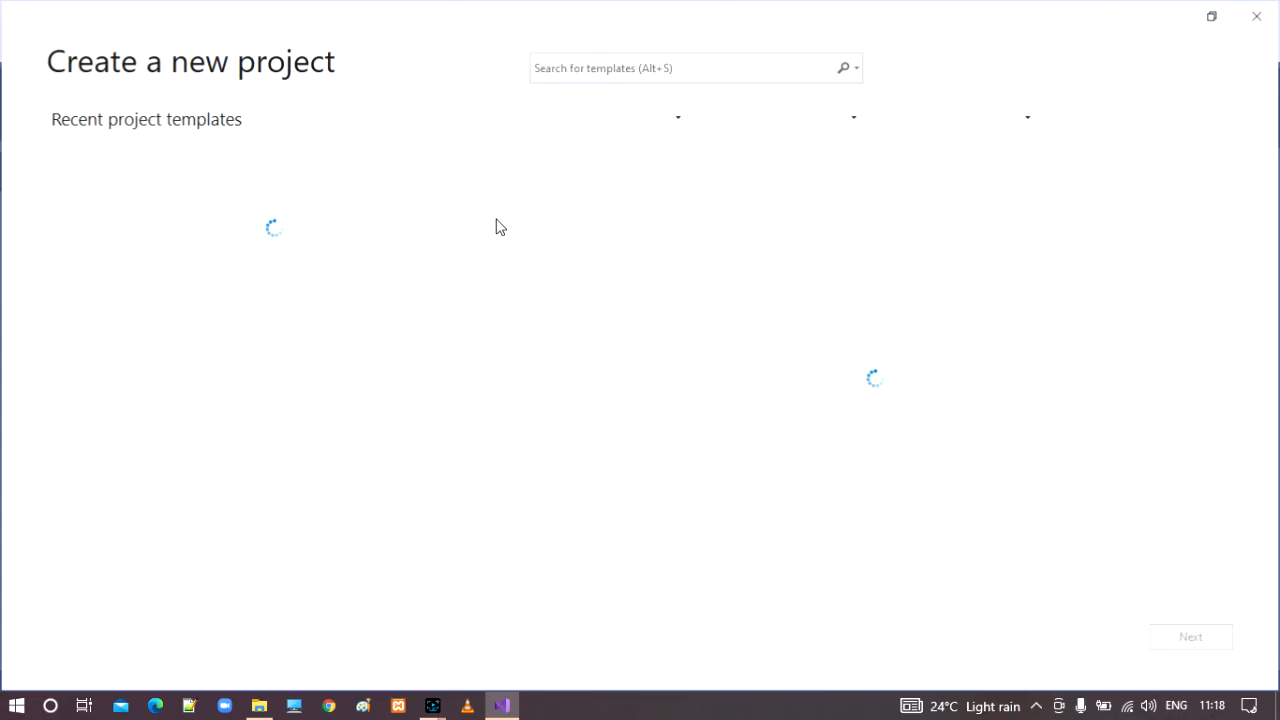 Create a new project
Search for templates (Alt+S)
Recent project templates
Next
24°C Light rain
ENG
11:18